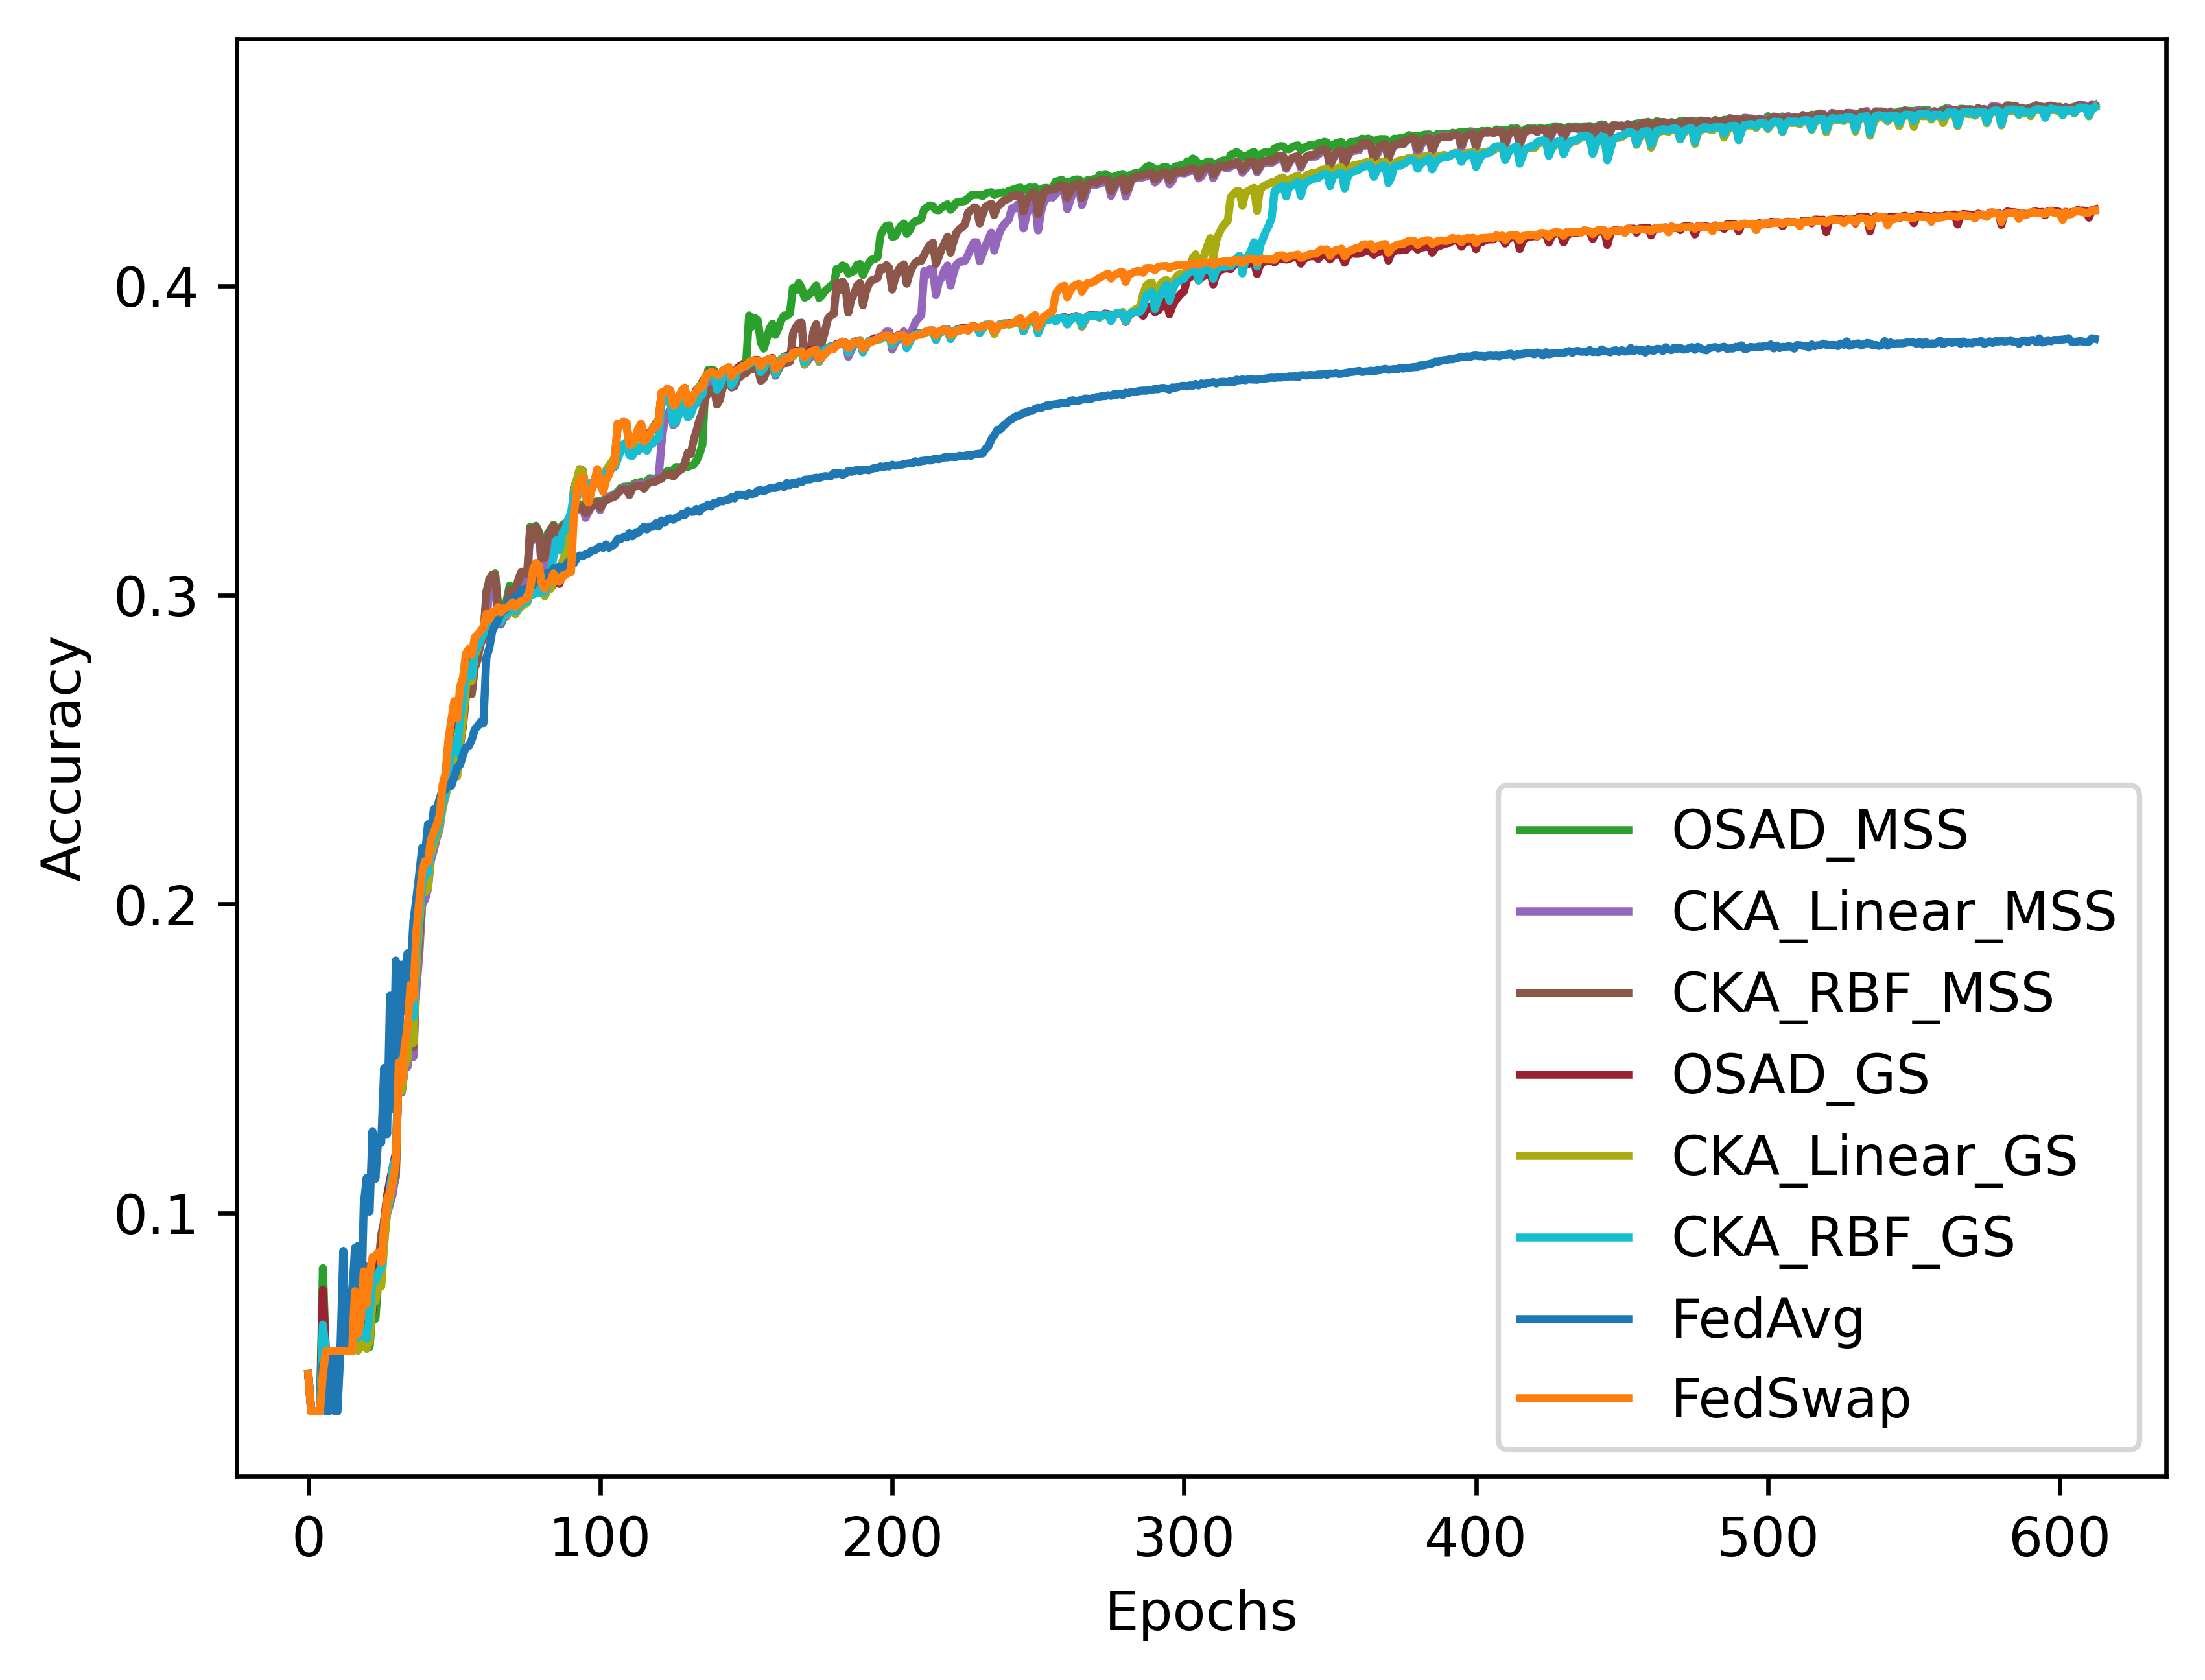 0.4
0.3
0.2
0.1
Accuracy
0
100
200
300
400
500
600
Epochs
OSAD_MSS
CKA_Linear_MSS
CKA_RBF_MSS
OSAD_GS
CKA_Linear_GS
CKA_RBF_GS
FedAvg
FedSwap